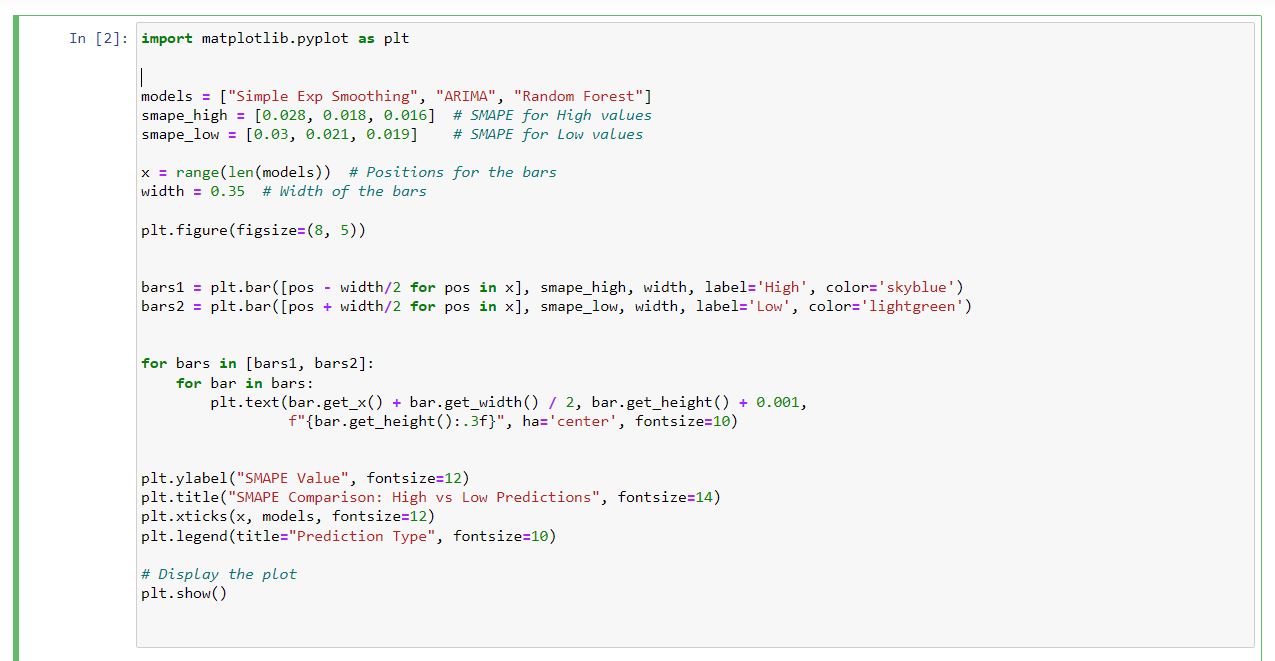 In [2]: import matplotlib.pyplot as plt
models = ["Simple Exp Smoothing", "ARIMA", "Random Forest"]
smape_high = [0.028, 0.018, 0.016]  # SMAPE for High values
smape_low = [0.03, 0.021, 0.019]    # SMAPE for Low values
x = range(len(models))  # Positions for the bars
width = 0.35  # Width of the bars
plt.figure(figsize=(8, 5))
bars1 = plt.bar([pos - width/2 for pos in x], smape_high, width, label='High', color='skyblue')
bars2 = plt.bar([pos + width/2 for pos in x], smape_low, width, label='Low', color='lightgreen')
for bars in [bars1, bars2]:
    for bar in bars:
        plt.text(bar.get_x() + bar.get_width() / 2, bar.get_height() + 0.001,
                 f"{bar.get_height():.3f}", ha='center', fontsize=10)
plt.ylabel("SMAPE Value", fontsize=12)
plt.title("SMAPE Comparison: High vs Low Predictions", fontsize=14)
plt.xticks(x, models, fontsize=12)
plt.legend(title="Prediction Type", fontsize=10)
# Display the plot
plt.show()